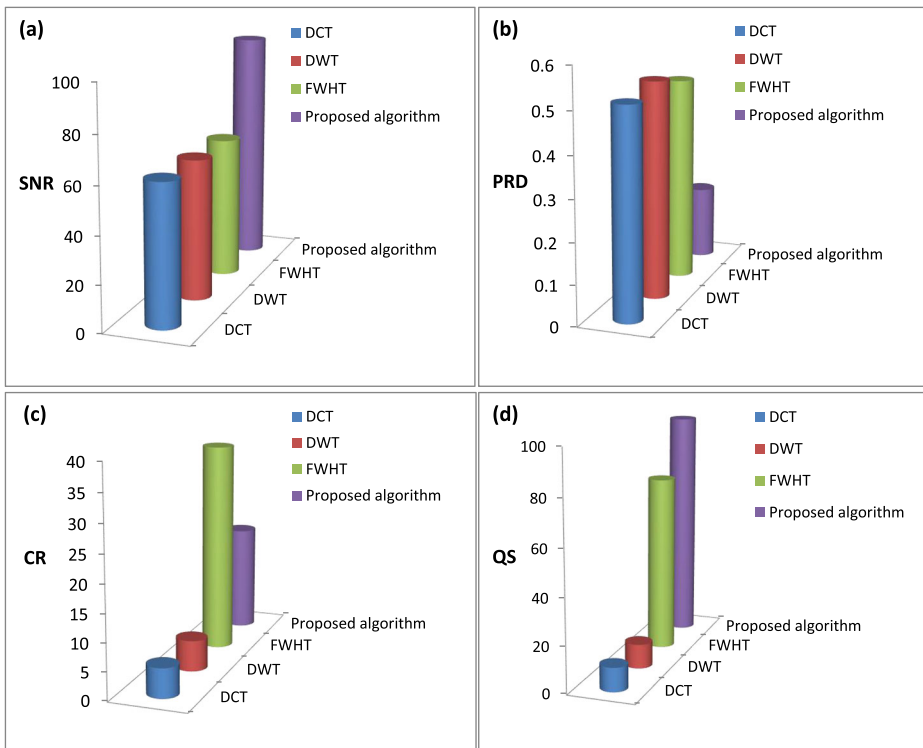 (a)
DCT
DWT
FWHT
Proposed algorithm
100
80
60
40
20
0
SNR
Proposed algorithm
FWHT
DWT
DCT
(b)
DCT
DWT
FWHT
Proposed algorithm
0.6
0.5
0.4
0.3
0.2
0.1
0
PRD
Proposed algorithm
FWHT
DWT
DCT
(c)
DCT
DWT
FWHT
Proposed algorithm
40
35
30
25
20
15
10
5
0
CR
Proposed algorithm
FWHT
DWT
DCT
(d)
DCT
DWT
FWHT
Proposed algorithm
100
80
60
40
20
0
QS
Proposed algorithm
FWHT
DWT
DCT